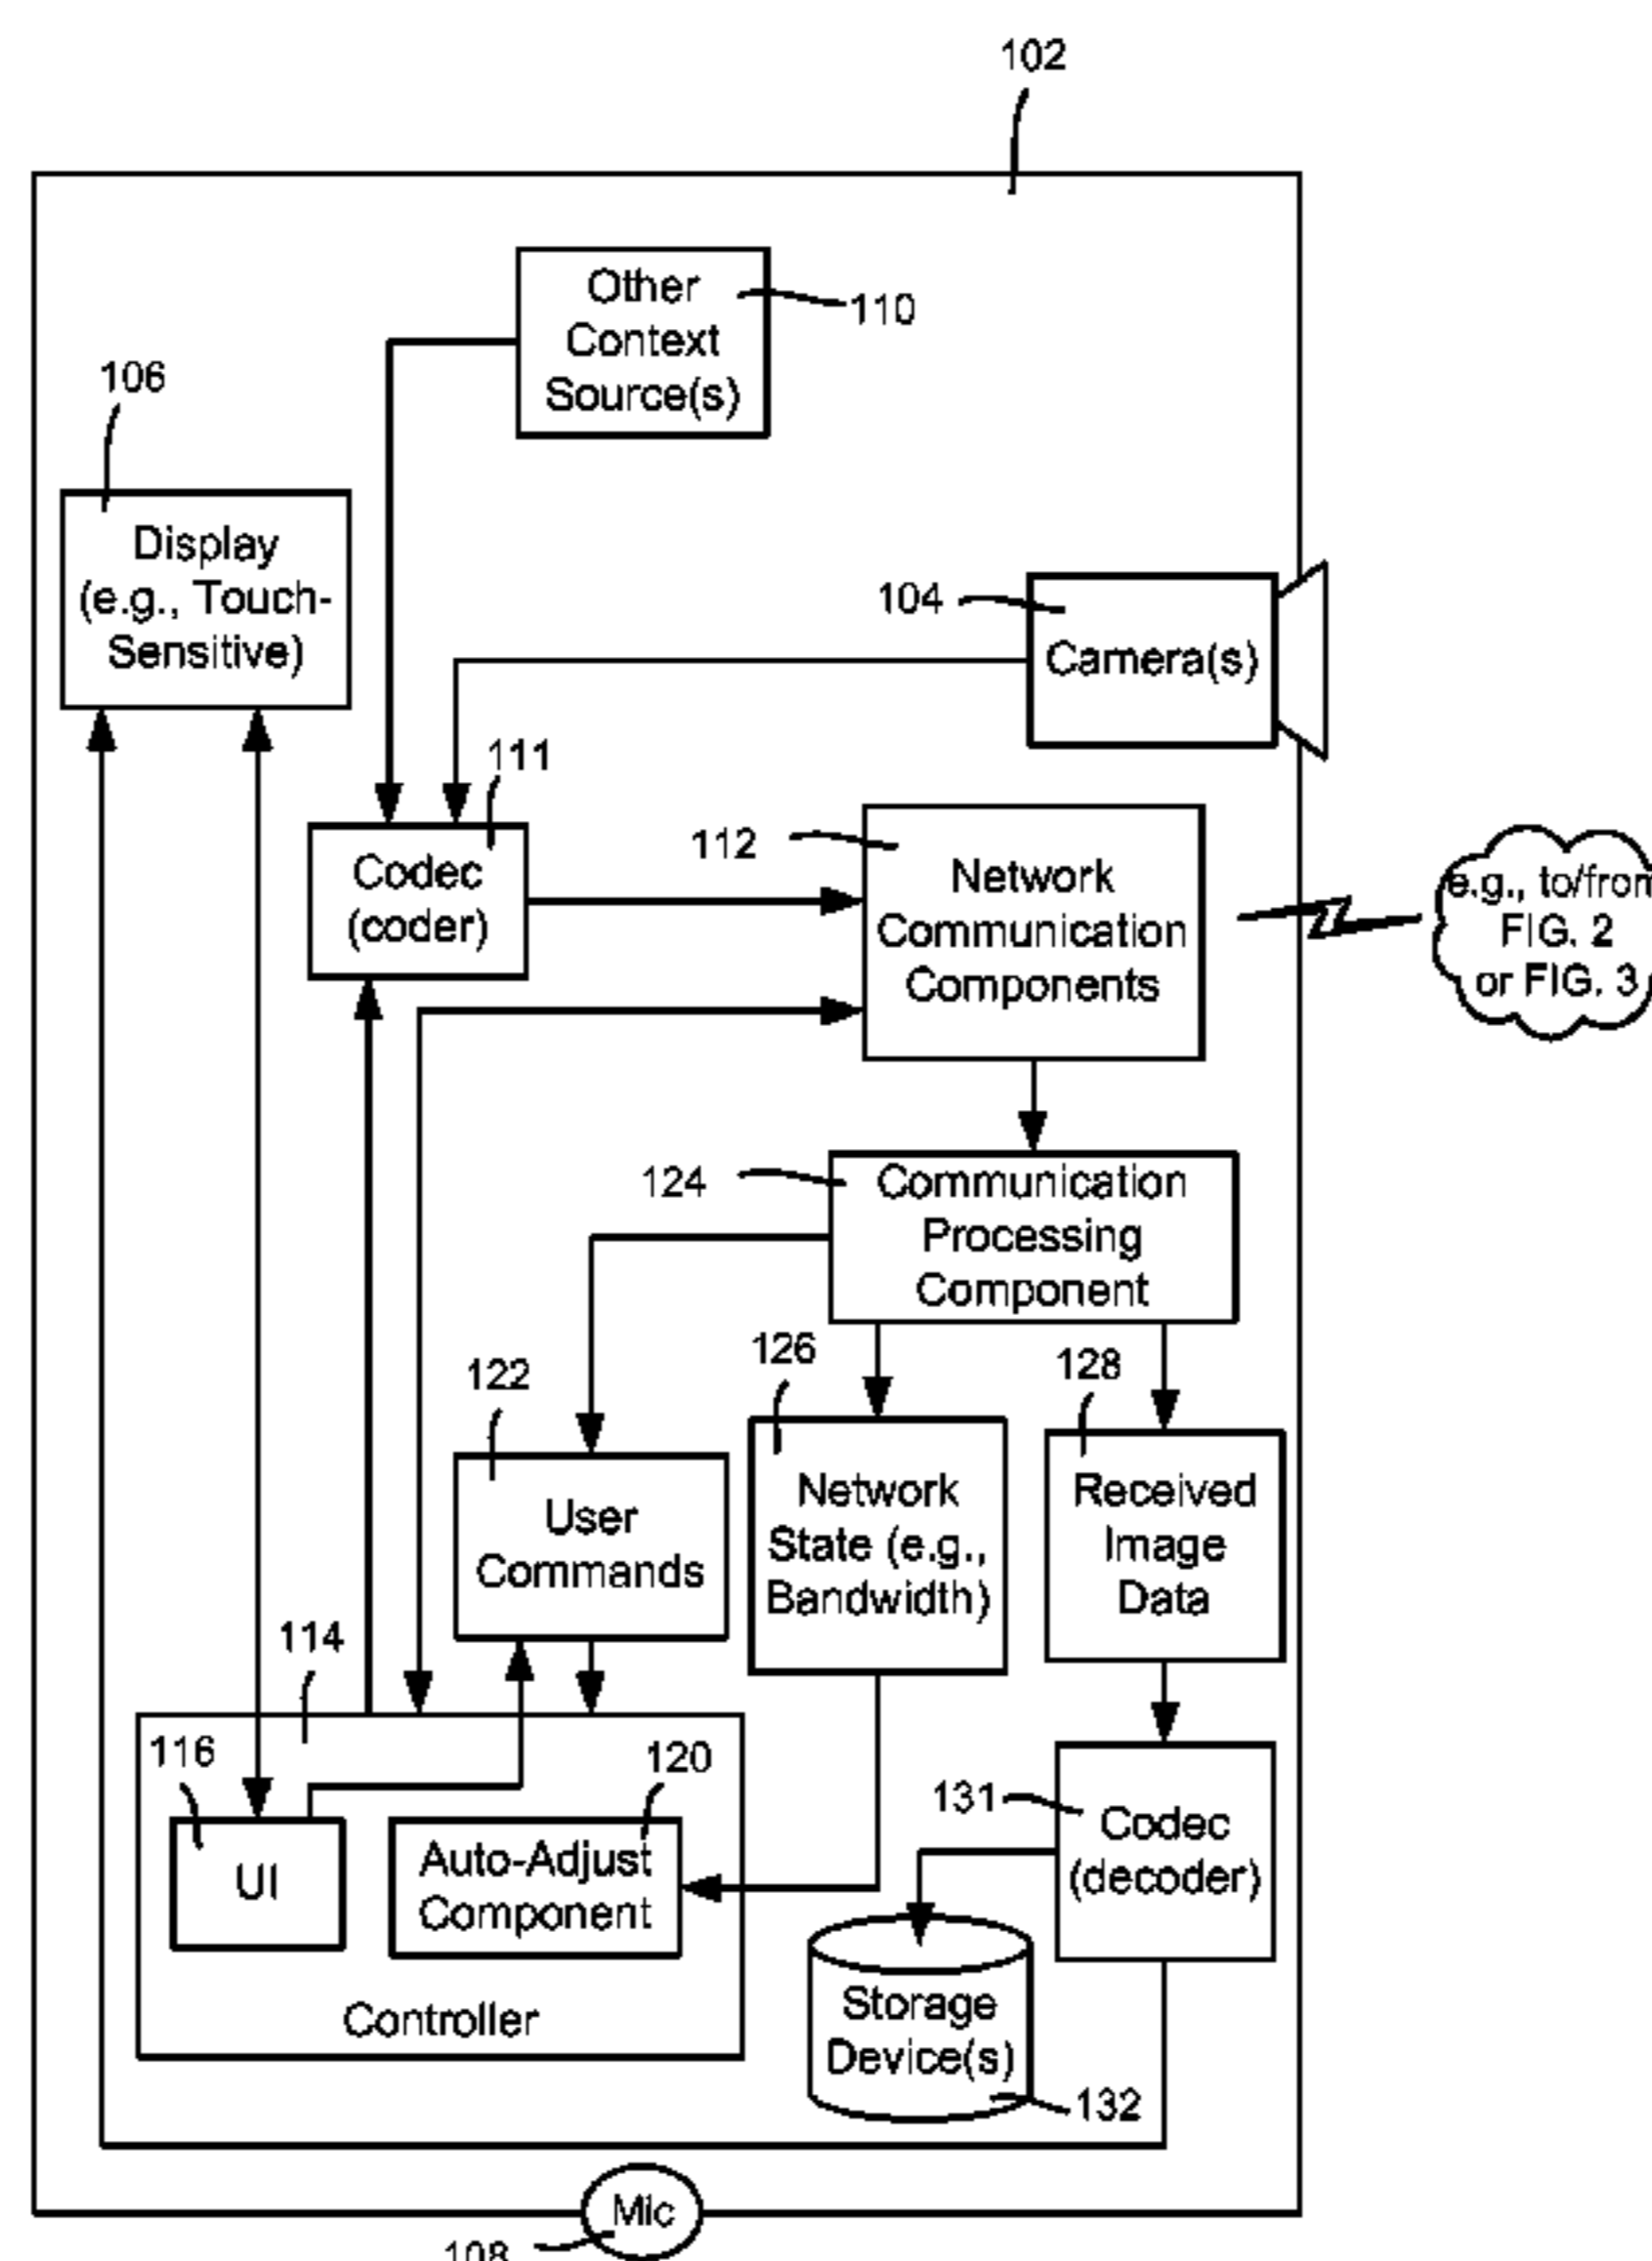 102
Other
Context
Source(s)
110
106
Display
(e.g., Touch-
Sensitive)
104
Camera(s)
111
Codec
(coder)
112
Network
Communication
Components
e.g., to/from
FIG. 2
or FIG. 3
124
Communication
Processing
Component
122
User
Commands
126
Network
State (e.g.,
Bandwidth)
128
Received
Image
Data
114
116
UI
120
Auto-Adjust
Component
Controller
131
Codec
(decoder)
Storage
Device(s)
132
Mic
108